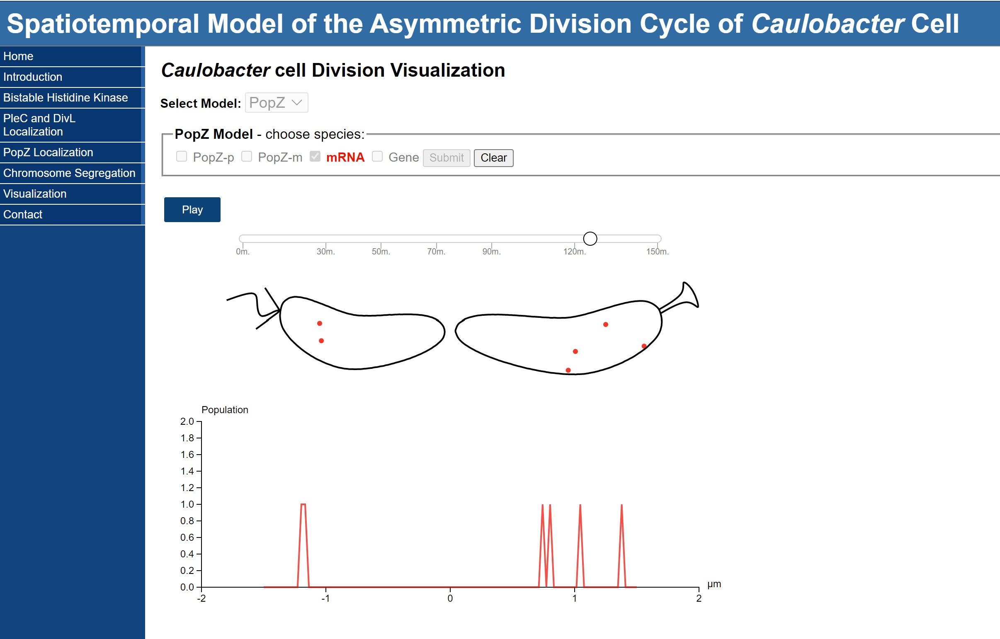 Spatiotemporal Model of the Asymmetric Division Cycle of Caulobacter Cell
Home
Introduction
Bistable Histidine Kinase
PleC and DivL
Localization
PopZ Localization
Chromosome Segregation
Visualization
Contact
Caulobacter cell Division Visualization
Select Model: PopZ
PopZ Model - choose species:
PopZ-p PopZ-m mRNA Gene Submit Clear
Play
0m. 30m. 50m. 70m. 90m. 120m. 150m.
Population
2.0
1.8
1.6
1.4
1.2
1.0
0.8
0.6
0.4
0.2
0.0
µm
-2 -1 0 1 2